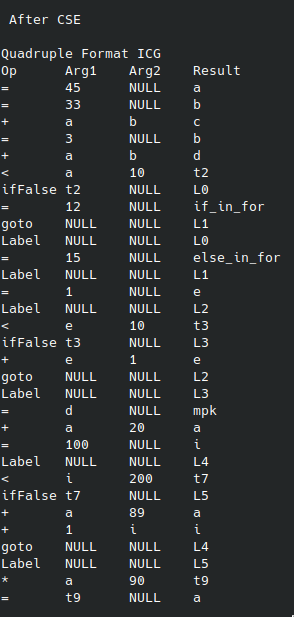 After CSE
Quadruple Format ICG
Op Arg1 Arg2 Result
= 45 NULL a
= 33 NULL b
+ a b c
= 3 NULL b
+ a b d
< a 10 t2
ifFalse t2 NULL L0
= 12 NULL if_in_for
goto NULL NULL L1
Label NULL NULL L0
= 15 NULL else_in_for
Label NULL NULL L1
= 1 NULL e
Label NULL NULL L2
< e 10 t3
ifFalse t3 NULL L3
+ e 1 e
goto NULL NULL L2
Label NULL NULL L3
= d NULL mpk
+ a 20 a
= 100 NULL i
Label NULL NULL L4
< i 200 t7
ifFalse t7 NULL L5
+ a 89 a
+ 1 i i
goto NULL NULL L4
Label NULL NULL L5
* a 90 t9
= t9 NULL a